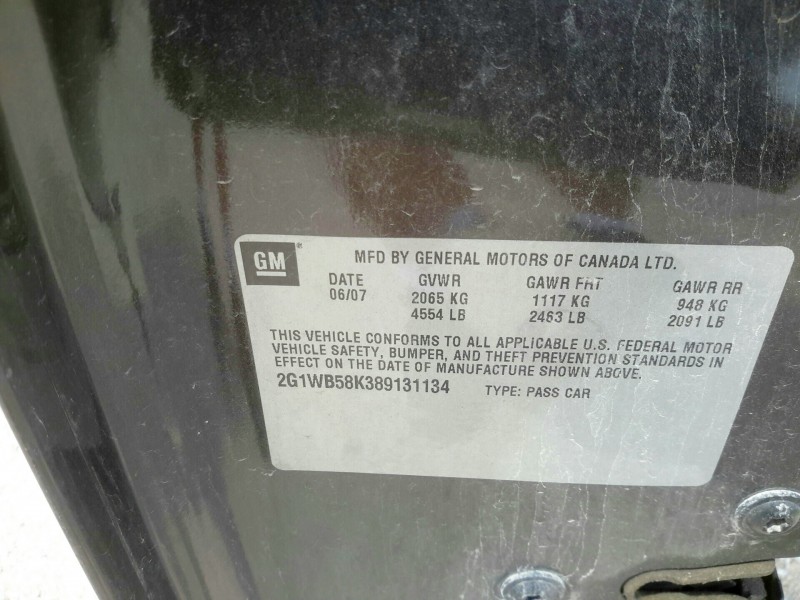 GM ® MFD BY GENERAL MOTORS OF CANADA LTD.
DATE GVWR GAWR FRT GAWR RR
06/07 2065 KG 1117 KG 948 KG
4554 LB 2463 LB 2091 LB
THIS VEHICLE CONFORMS TO ALL APPLICABLE U.S. FEDERAL MOTOR
VEHICLE SAFETY, BUMPER, AND THEFT PREVENTION STANDARDS IN
EFFECT ON THE DATE OF MANUFACTURE SHOWN ABOVE.
2G1WB58K389131134 TYPE: PASS CAR